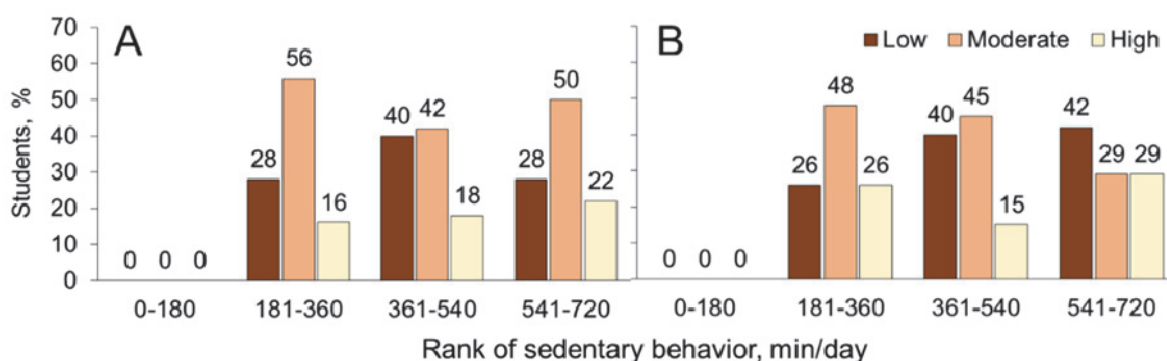 A
B
Low Moderate High
Students, %
70
60
50
40
30
20
10
0
0 0 0 28 56 16 40 42 18 28 50 22
0 0 0 26 48 26 40 45 15 42 29 29
0-180 181-360 361-540 541-720 0-180 181-360 361-540 541-720
Rank of sedentary behavior, min/day